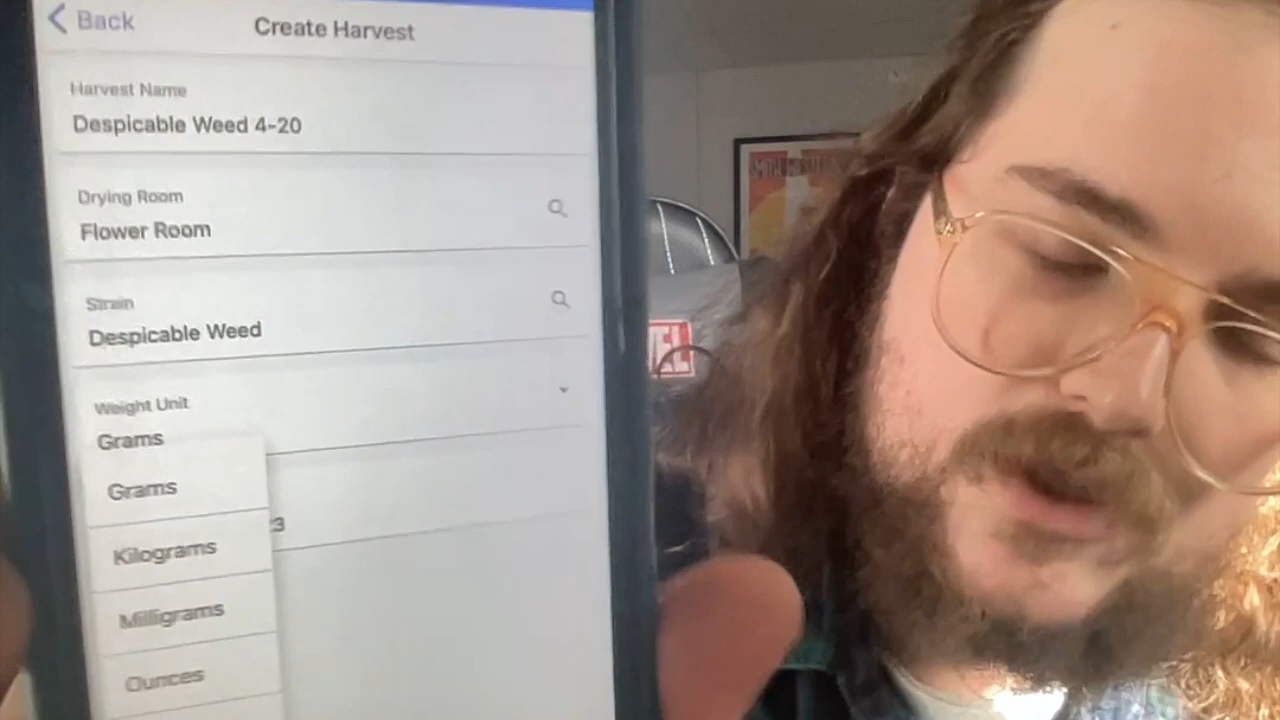 Back
Create Harvest
Harvest Name
Despicable Weed 4-20
Drying Room
Flower Room
Strain
Despicable Weed
Weight Unit
Grams
Grams
Kilograms
Milligrams
Ounces